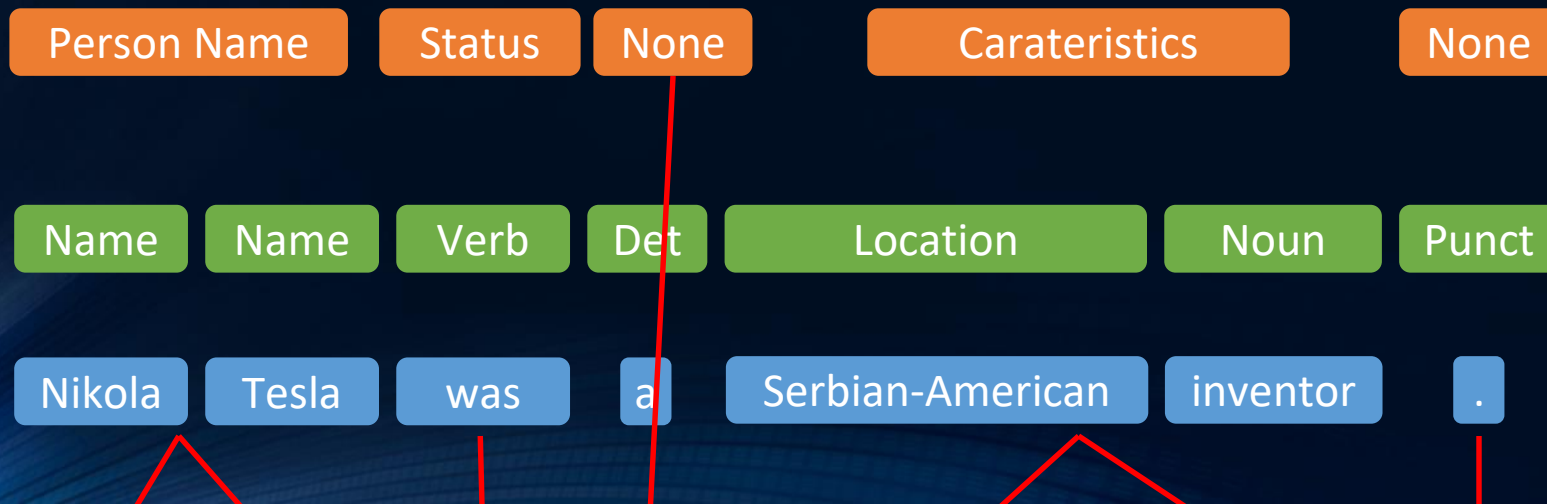 Person Name Status None Carateristics None
Name Name Verb Det Location Noun Punct
Nikola Tesla was a Serbian-American inventor .